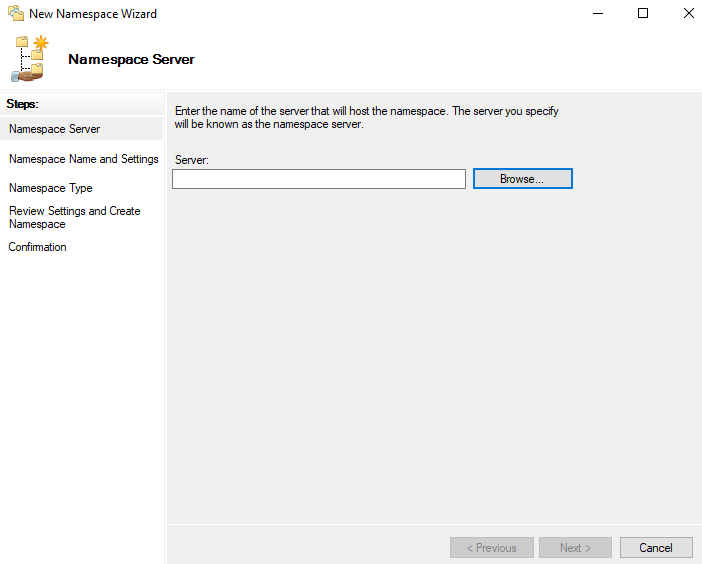 New Namespace Wizard
Namespace Server
Steps:
Namespace Server
Namespace Name and Settings
Namespace Type
Review Settings and Create
Namespace
Confirmation
Enter the name of the server that will host the namespace. The server you specify
will be known as the namespace server.
Server:
Browse...
< Previous
Next >
Cancel